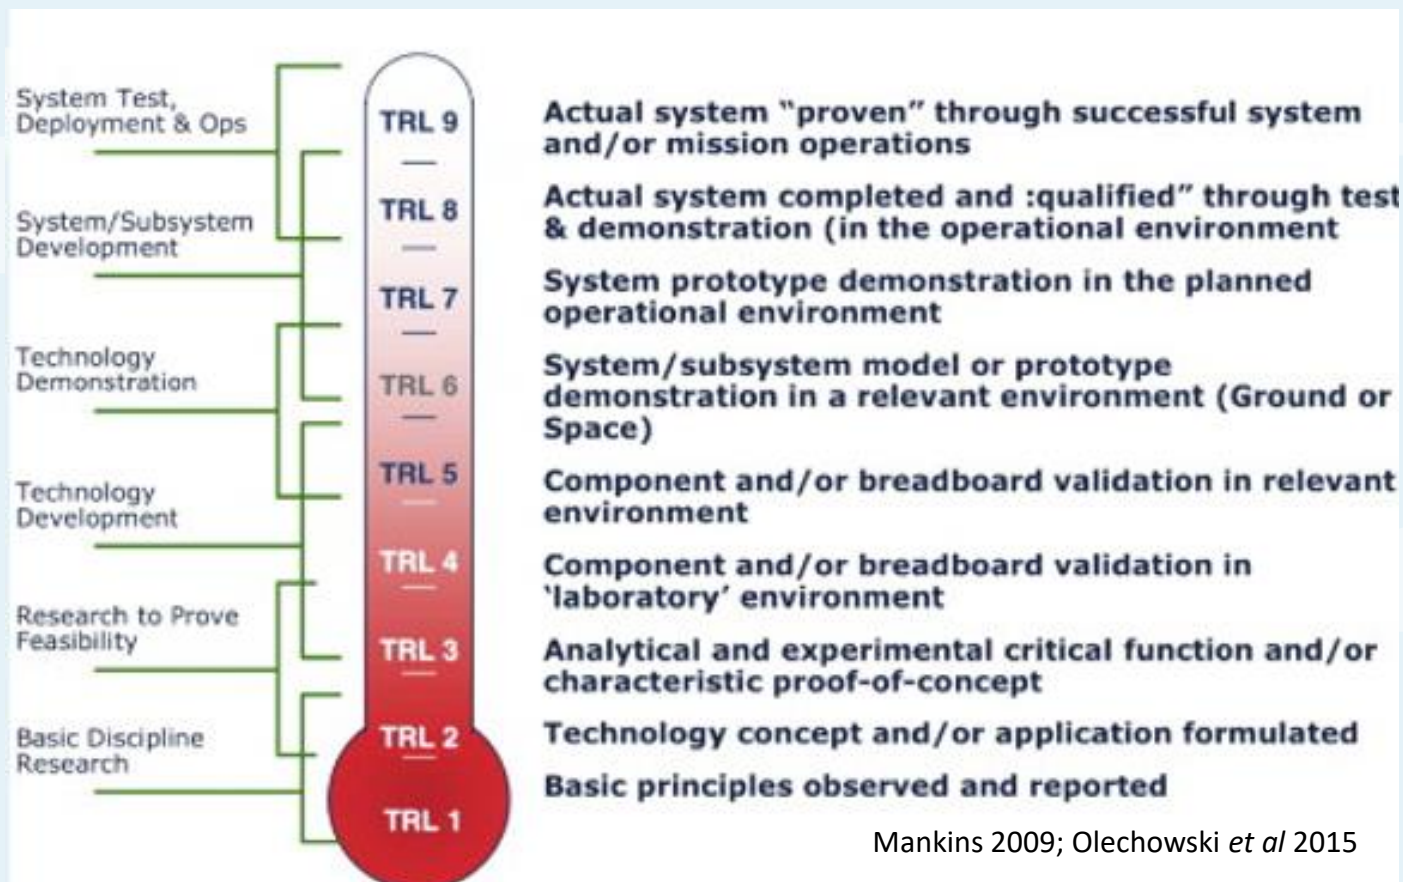 System Test,
Deployment & Ops
System/Subsystem
Development
Technology
Demonstration
Technology
Development
Research to Prove
Feasibility
Basic Discipline
Research
TRL 9
TRL 8
TRL 7
TRL 6
TRL 5
TRL 4
TRL 3
TRL 2
TRL 1
Actual system “proven” through successful system
and/or mission operations
Actual system completed and :qualified” through test
& demonstration (in the operational environment
System prototype demonstration in the planned
operational environment
System/subsystem model or prototype
demonstration in a relevant environment (Ground or
Space)
Component and/or breadboard validation in relevant
environment
Component and/or breadboard validation in
‘laboratory’ environment
Analytical and experimental critical function and/or
characteristic proof-of-concept
Technology concept and/or application formulated
Basic principles observed and reported
Mankins 2009; Olechowski et al 2015